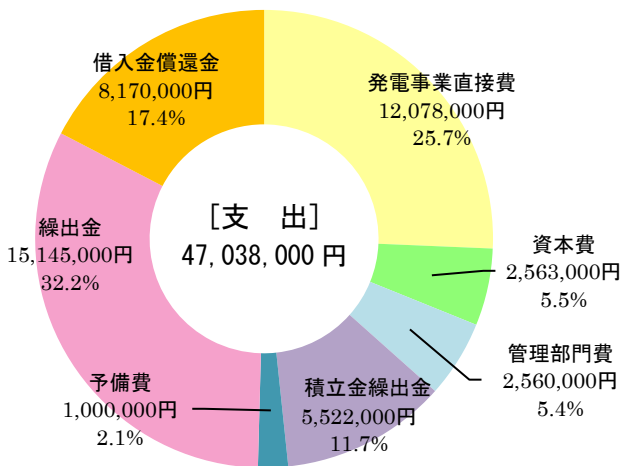 [支 出]
47,038,000 円
発電事業直接費
12,078,000円
25.7%
資本費
2,563,000円
5.5%
管理部門費
2,560,000円
5.4%
積立金繰出金
5,522,000円
11.7%
予備費
1,000,000円
2.1%
繰出金
15,145,000円
32.2%
借入金償還金
8,170,000円
17.4%